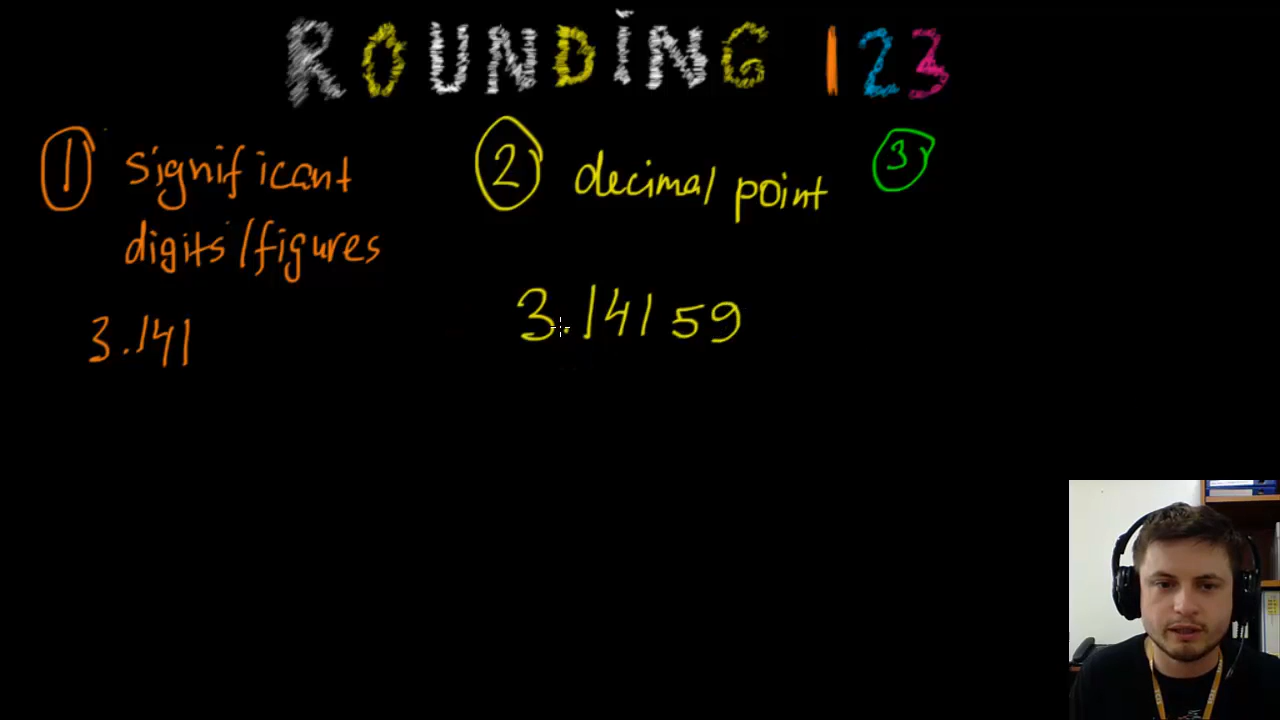 ROUNDING 123
1 significant digits/figures
3.141
2 decimal point
3.14159
3